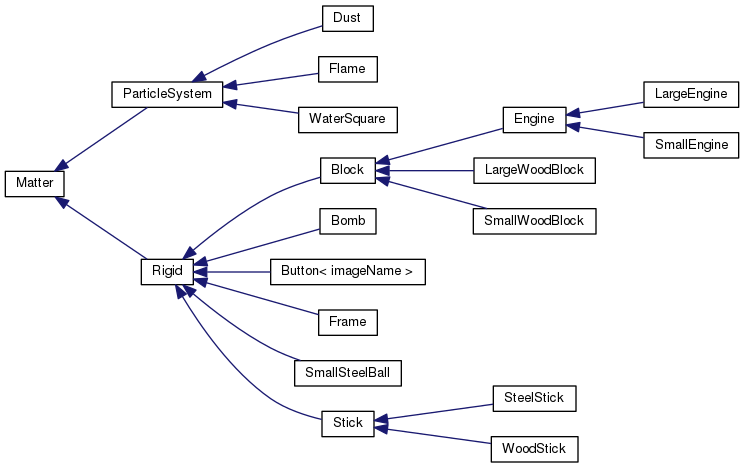 Dust
Flame
ParticleSystem
LargeEngine
WaterSquare
Engine
SmallEngine
Matter
Block
LargeWoodBlock
SmallWoodBlock
Bomb
Rigid
Button< imageName >
Frame
SmallSteelBall
SteelStick
Stick
WoodStick